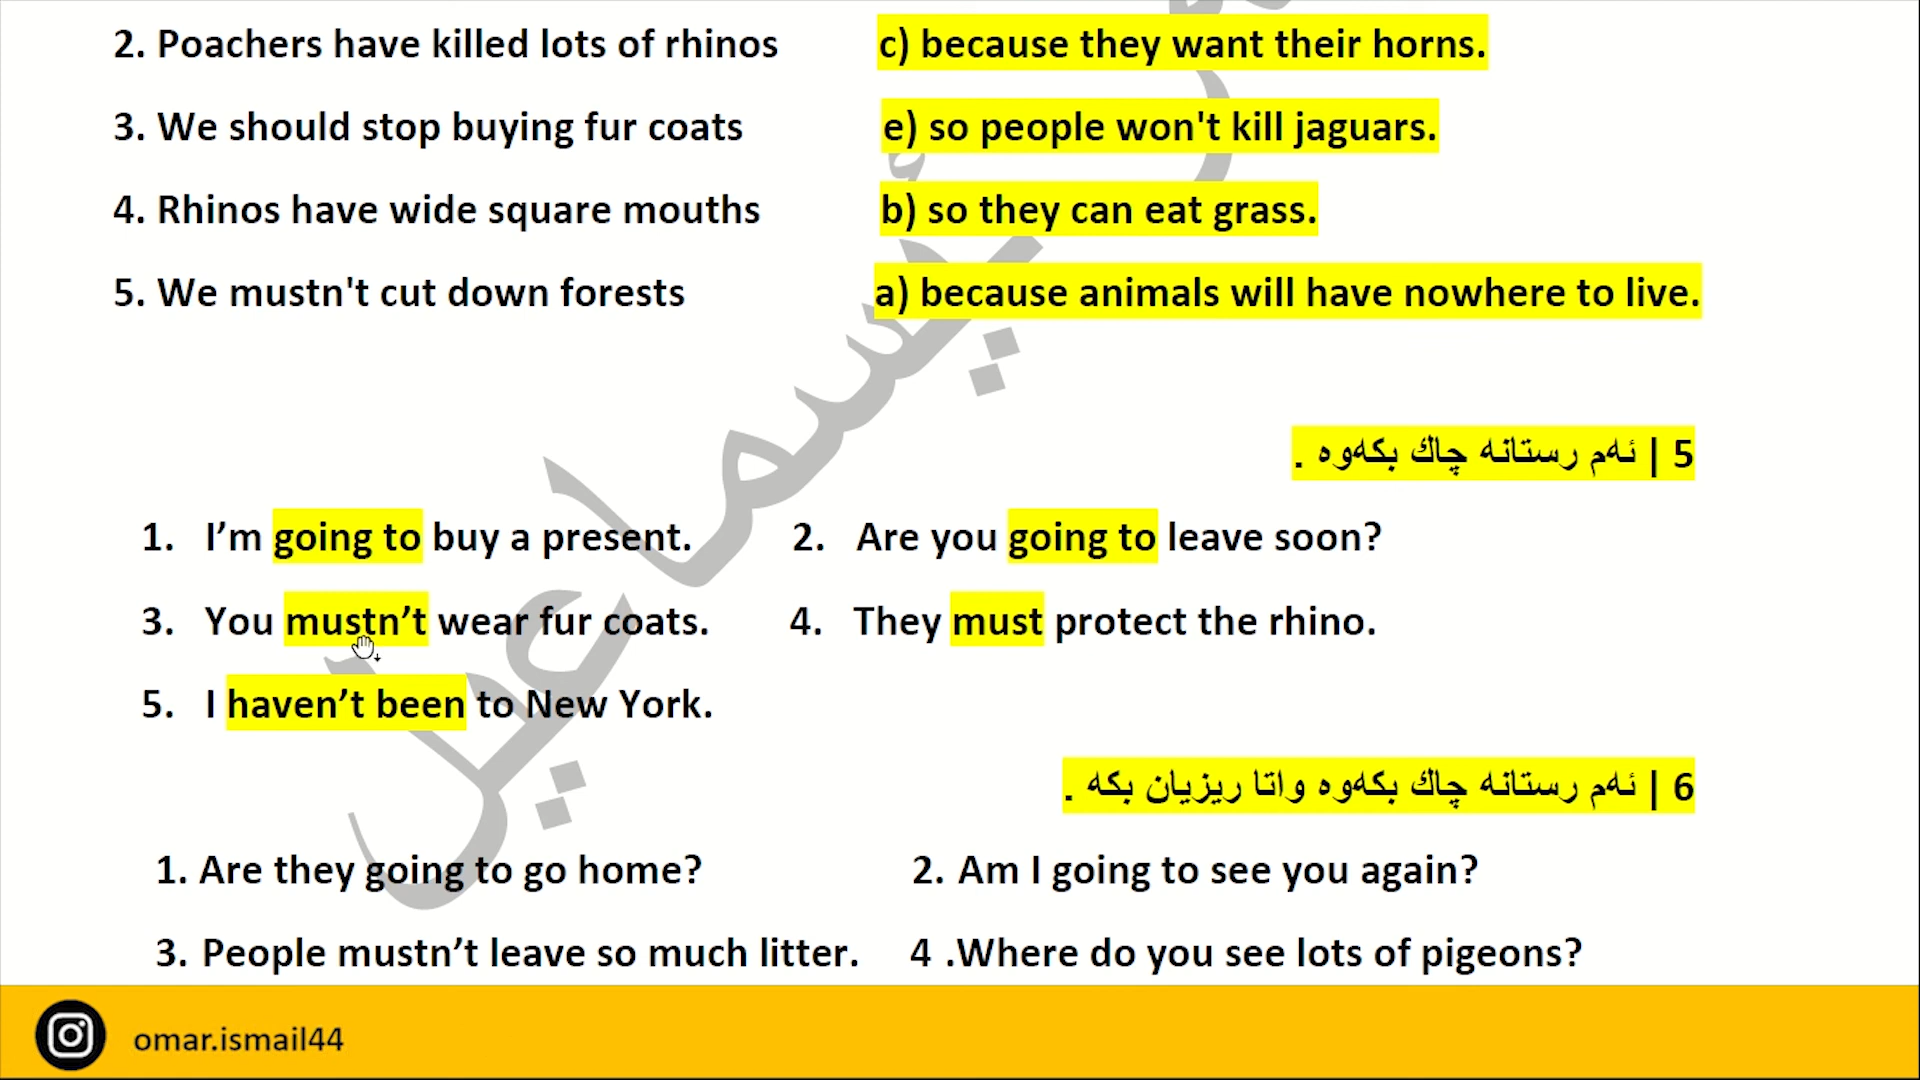 2. Poachers have killed lots of rhinos c) because they want their horns.
3. We should stop buying fur coats e) so people won't kill jaguars.
4. Rhinos have wide square mouths b) so they can eat grass.
5. We mustn't cut down forests a) because animals will have nowhere to live.
5 | ئەم رستانە چاك بکەوە .
1. I’m going to buy a present. 2. Are you going to leave soon?
3. You mustn’t wear fur coats. 4. They must protect the rhino.
5. I haven’t been to New York.
6 | ئەم رستانە چاك بکەوە واتا ریزیان بکە .
1. Are they going to go home? 2. Am I going to see you again?
3. People mustn’t leave so much litter. 4 .Where do you see lots of pigeons?
omar.ismail44